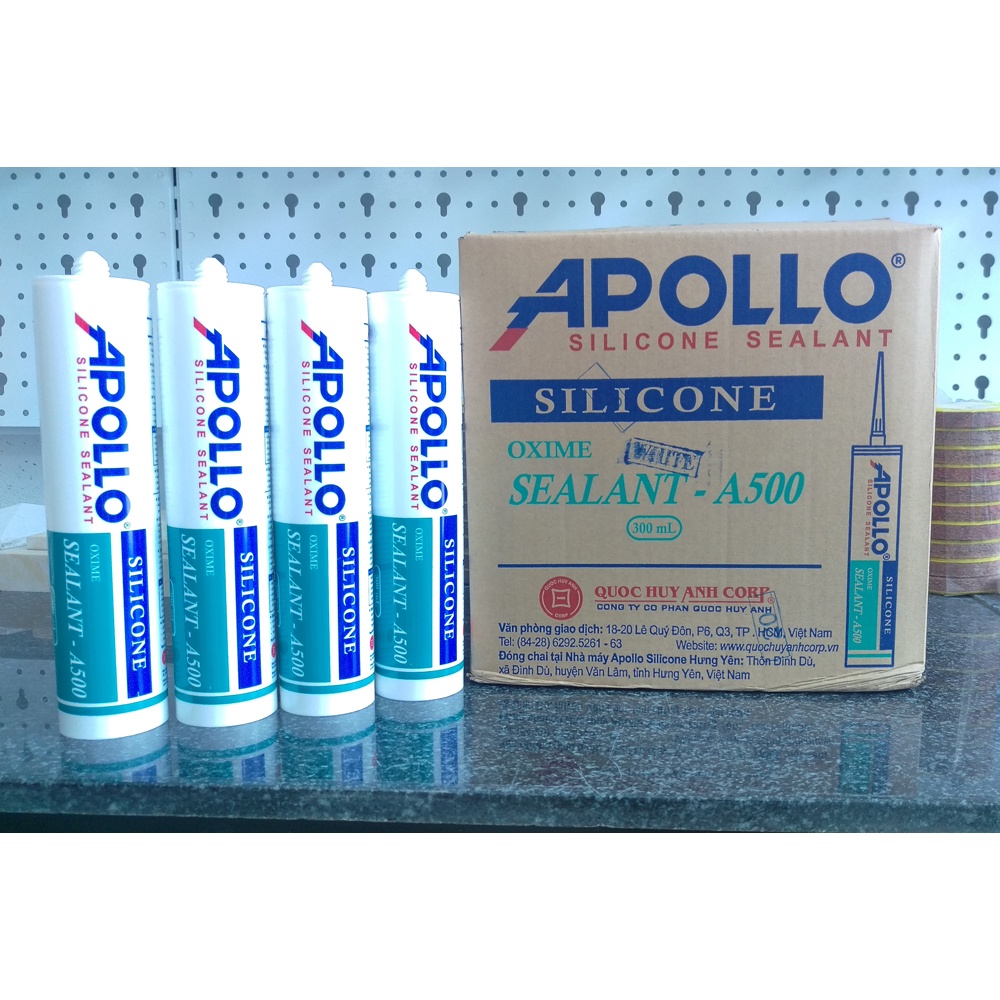 APOLLO
SILICONE SEALANT
SILICONE
OXIME
SEALANT - A500
APOLLO
SILICONE SEALANT
SILICONE
OXIME
SEALANT - A500
APOLLO
SILICONE SEALANT
SILICONE
OXIME
SEALANT - A500
APOLLO
SILICONE SEALANT
SILICONE
OXIME
SEALANT - A500
APOLLO®
SILICONE SEALANT
SILICONE
OXIME
WHITE
SEALANT - A500
300 mL
APOLLO
SILICONE SEALANT
SILICONE
OXIME
SEALANT - A500
QUOC HUY ANH
CORP
QUOC HUY ANH CORP.
CÔNG TY CỔ PHẦN QUỐC HUY ANH
Văn phòng giao dịch: 18-20 Lê Quý Đôn, P6, Q3, TP. HCM, Việt Nam
Tel: (84-28) 6292.5261 - 63 Website: www.quochuyanhcorp.vn
Đóng chai tại Nhà máy Apollo Silicone Hưng Yên: Thôn Đình Dù,
xã Đình Dù, huyện Văn Lâm, tỉnh Hưng Yên, Việt Nam